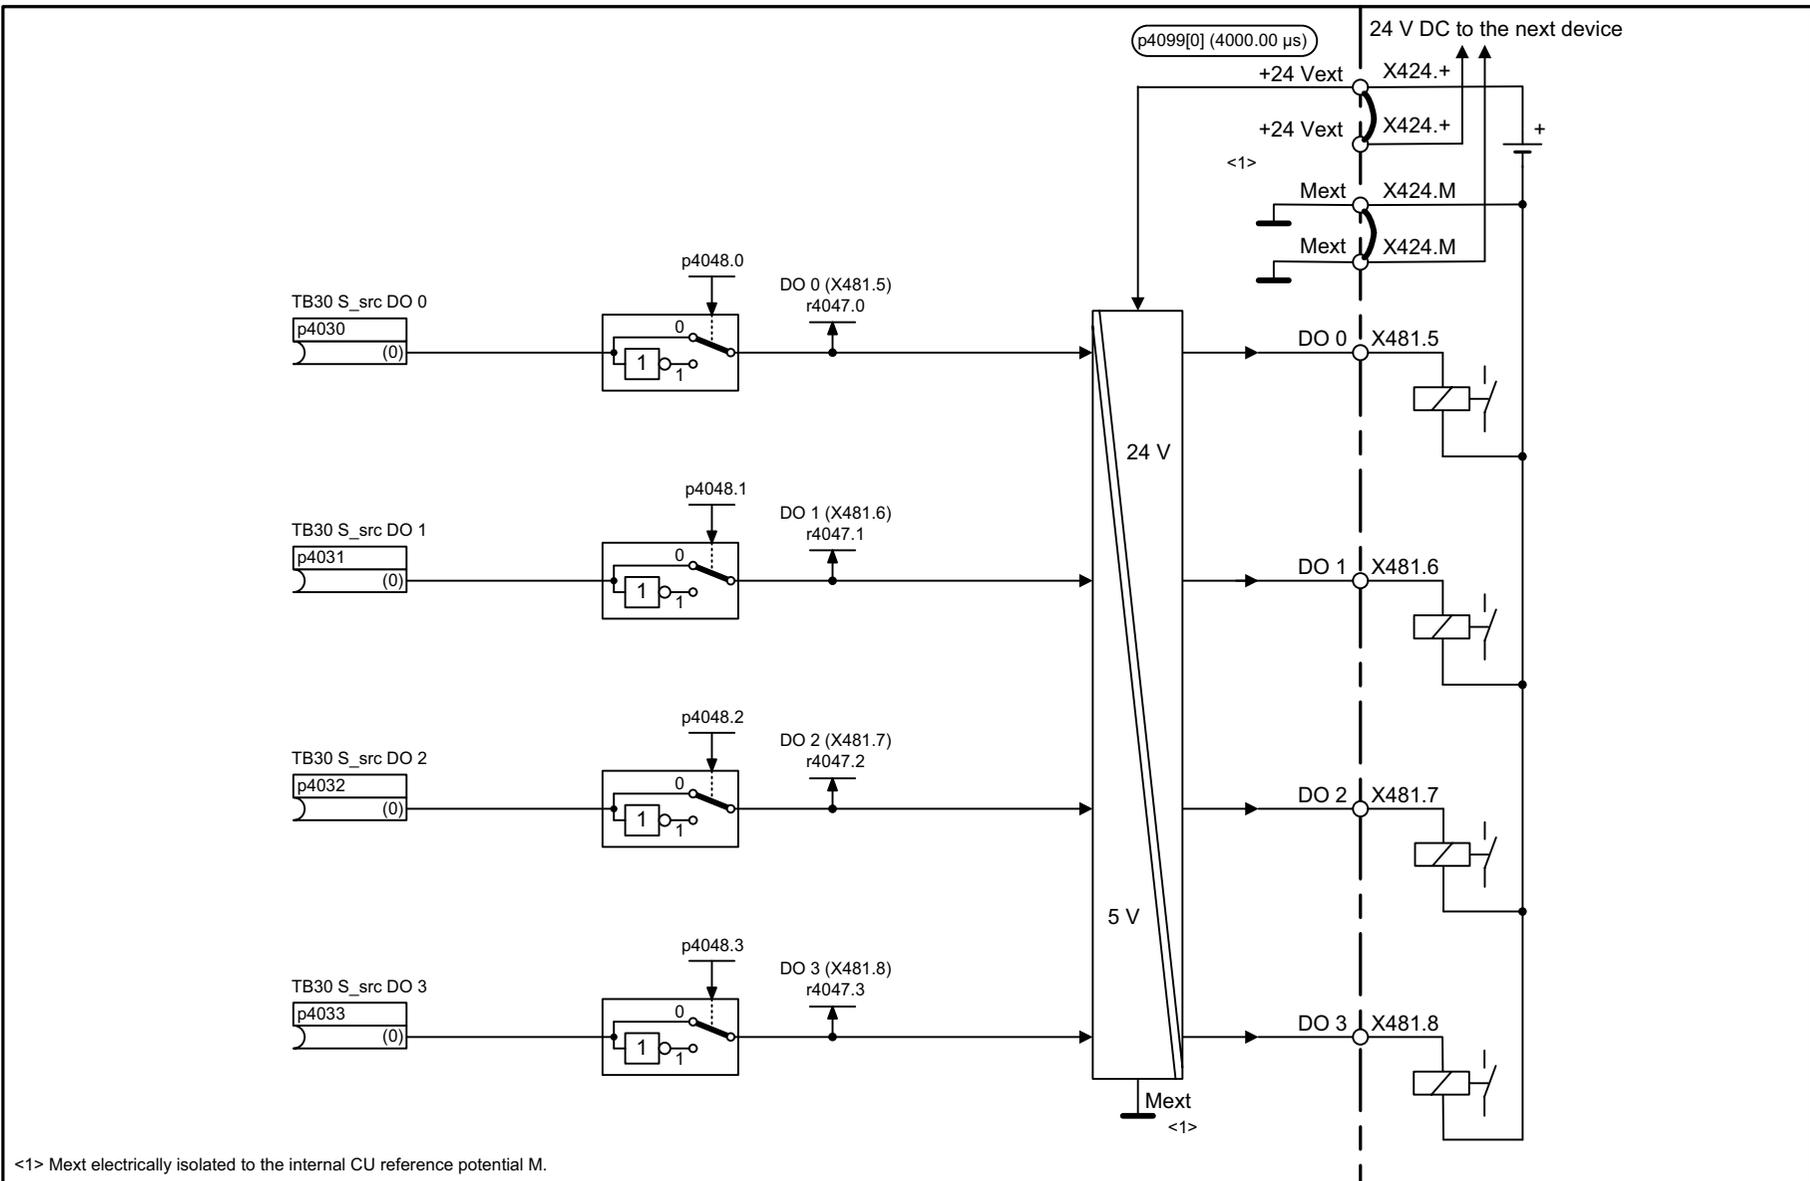 24 V DC to the next device
p4099[0] (4000.00 µs)
+24 Vext X424.+
+24 Vext X424.+
+
<1>
Mext X424.M
Mext X424.M
p4048.0
DO 0 (X481.5)
r4047.0
TB30 S_src DO 0
p4030
(0)
0
1
1
DO 0 X481.5
24 V
p4048.1
DO 1 (X481.6)
r4047.1
TB30 S_src DO 1
p4031
(0)
0
1
1
DO 1 X481.6
p4048.2
DO 2 (X481.7)
r4047.2
TB30 S_src DO 2
p4032
(0)
0
1
1
DO 2 X481.7
5 V
p4048.3
DO 3 (X481.8)
r4047.3
TB30 S_src DO 3
p4033
(0)
0
1
1
DO 3 X481.8
Mext
<1>
<1> Mext electrically isolated to the internal CU reference potential M.